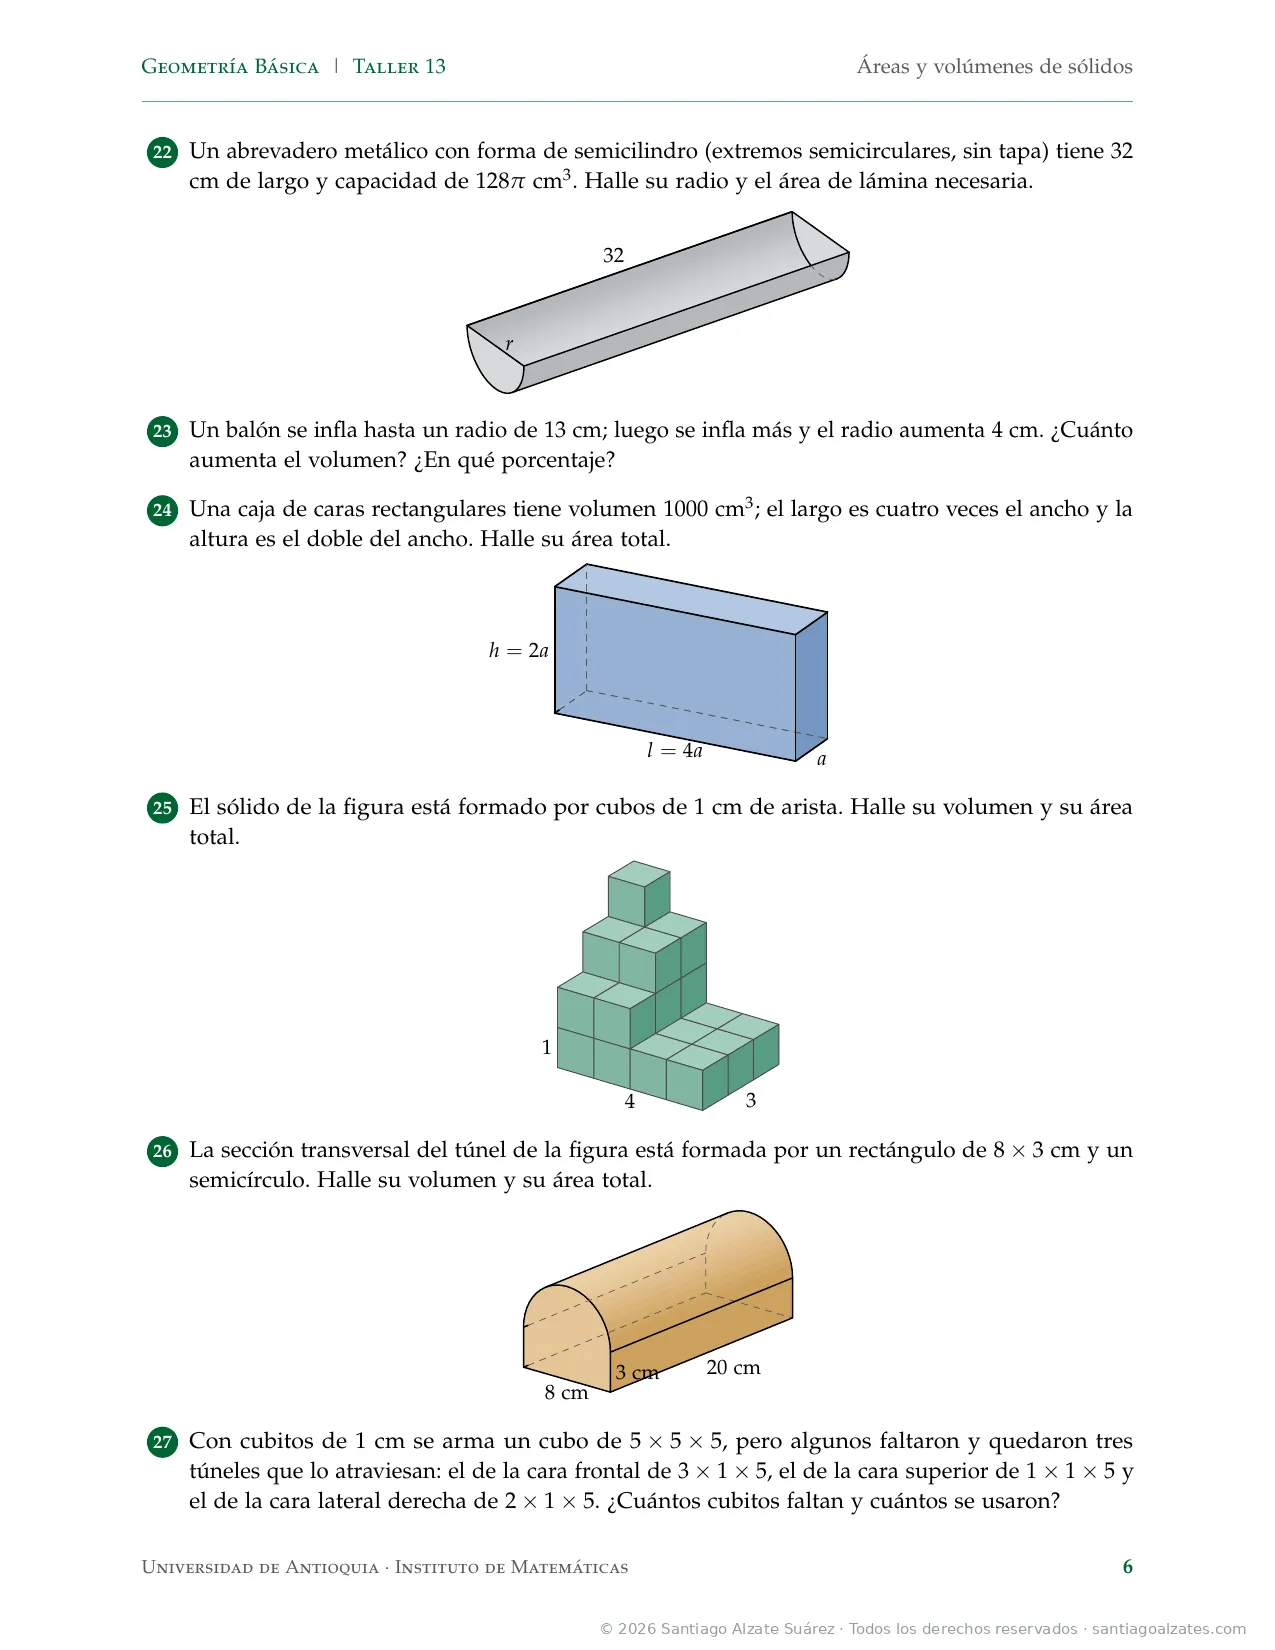 Geometría Básica | Taller 13
Áreas y volúmenes de sólidos
22 Un abrevadero metálico con forma de semicilindro (extremos semicirculares, sin tapa) tiene 32
cm de largo y capacidad de 128π cm³. Halle su radio y el área de lámina necesaria.
32
r
23 Un balón se infla hasta un radio de 13 cm; luego se infla más y el radio aumenta 4 cm. ¿Cuánto
aumenta el volumen? ¿En qué porcentaje?
24 Una caja de caras rectangulares tiene volumen 1000 cm³; el largo es cuatro veces el ancho y la
altura es el doble del ancho. Halle su área total.
h = 2a
l = 4a
a
25 El sólido de la figura está formado por cubos de 1 cm de arista. Halle su volumen y su área
total.
1
4
3
26 La sección transversal del túnel de la figura está formada por un rectángulo de 8 × 3 cm y un
semicírculo. Halle su volumen y su área total.
3 cm
20 cm
8 cm
27 Con cubitos de 1 cm se arma un cubo de 5 × 5 × 5, pero algunos faltaron y quedaron tres
túneles que lo atraviesan: el de la cara frontal de 3 × 1 × 5, el de la cara superior de 1 × 1 × 5 y
el de la cara lateral derecha de 2 × 1 × 5. ¿Cuántos cubitos faltan y cuántos se usaron?
Universidad de Antioquia · Instituto de Matemáticas
6
© 2026 Santiago Alzate Suárez · Todos los derechos reservados · santiagoalzates.com